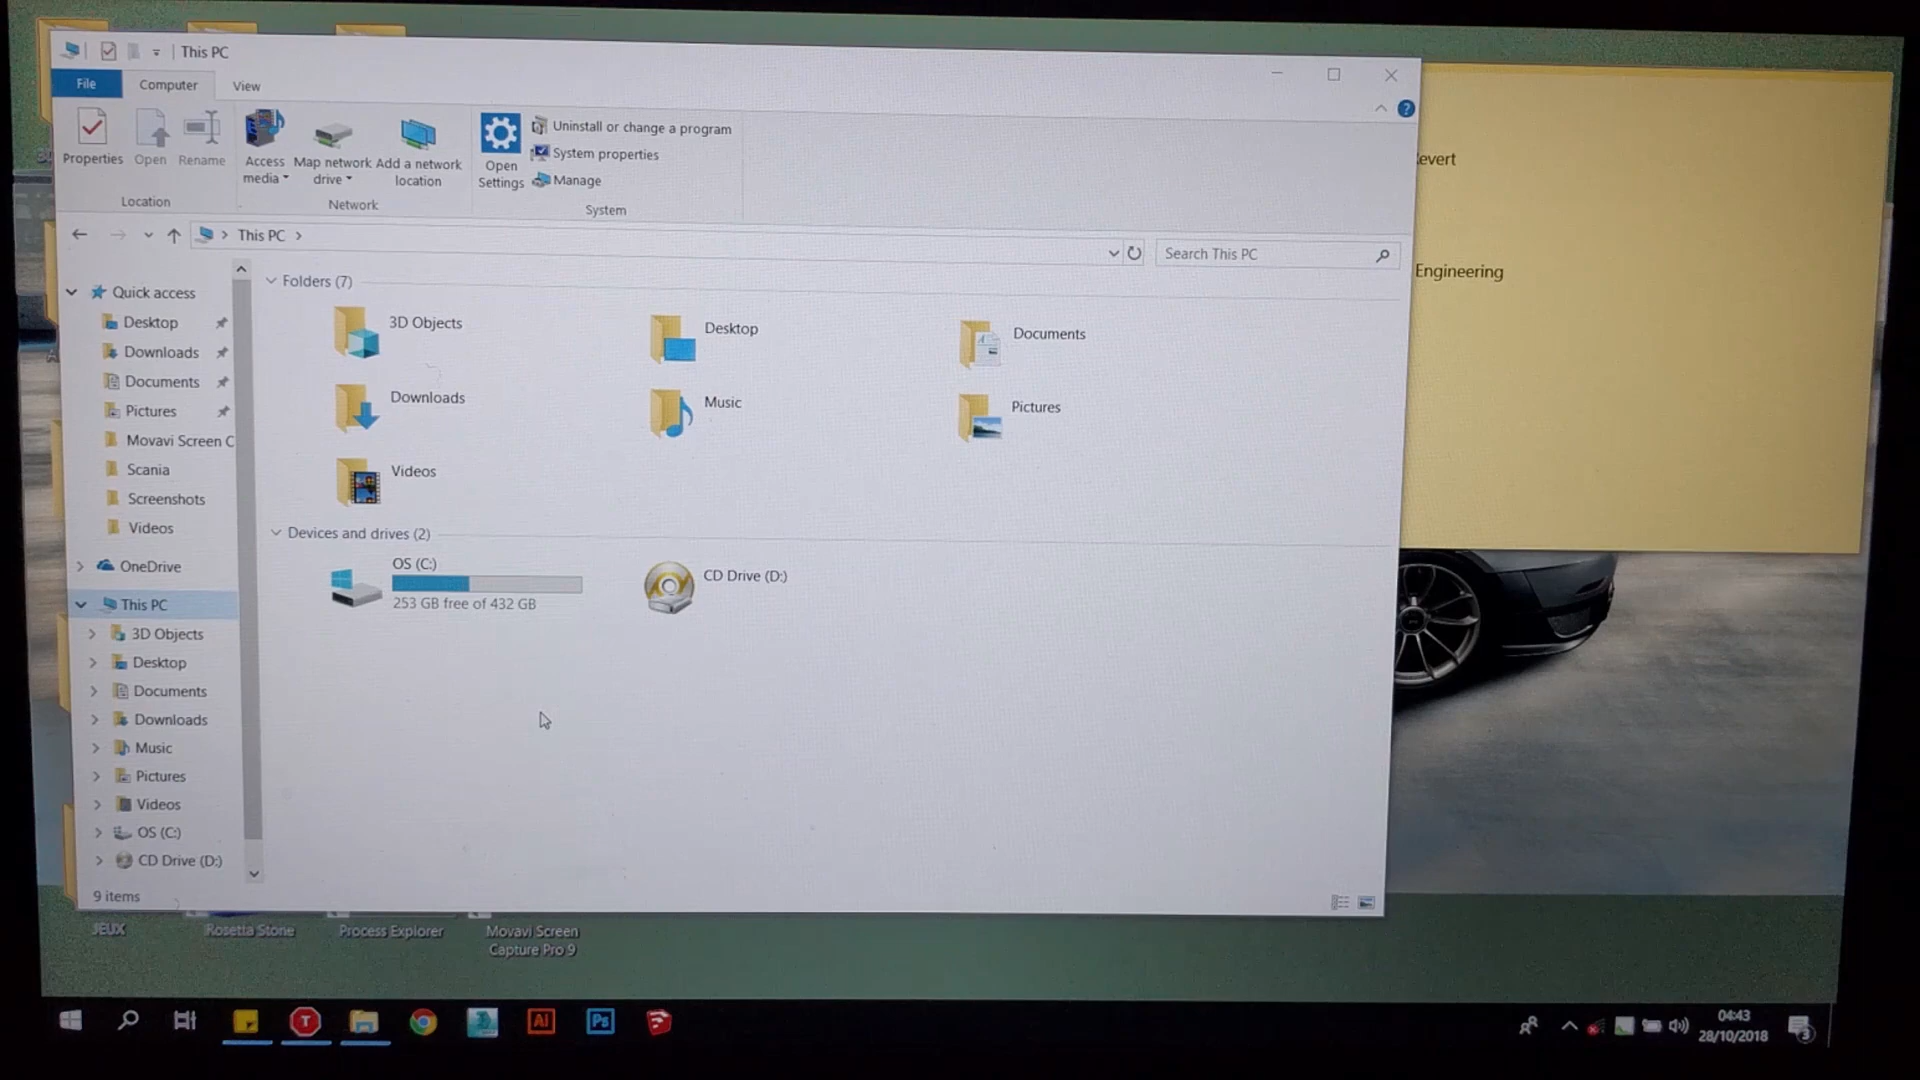 This PC
File
Computer
View
Properties
Open
Rename
Access media
Map network drive
Add a network location
Open Settings
Uninstall or change a program
System properties
Manage
Location
Network
System
This PC
Search This PC
evert
Engineering
Quick access
Desktop
Downloads
Documents
Pictures
Movavi Screen C
Scania
Screenshots
Videos
OneDrive
This PC
3D Objects
Desktop
Documents
Downloads
Music
Pictures
Videos
OS (C:)
CD Drive (D:)
9 items
Folders (7)
3D Objects
Desktop
Documents
Downloads
Music
Pictures
Videos
Devices and drives (2)
OS (C:)
253 GB free of 432 GB
CD Drive (D:)
JEUX
Rosetta Stone
Process Explorer
Movavi Screen
Capture Pro 9
T
Ai
Ps
04:43
28/10/2018
3